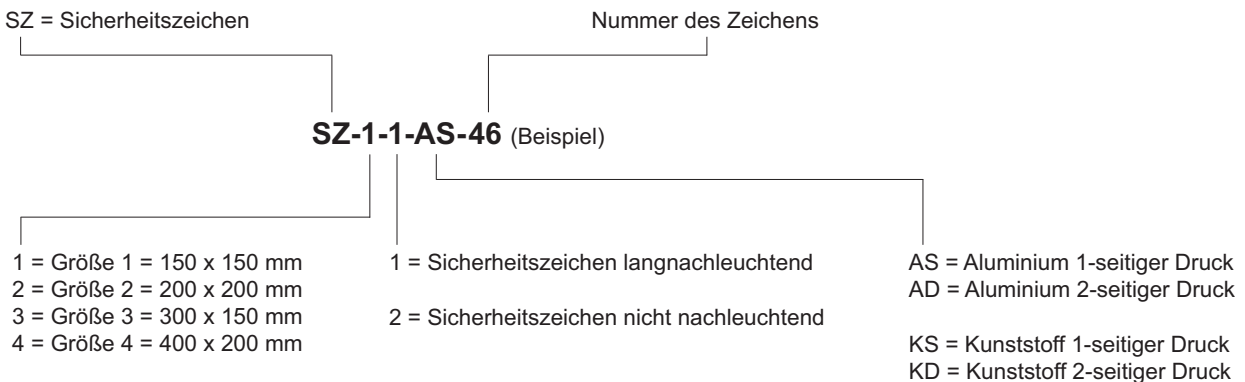 SZ = Sicherheitszeichen
Nummer des Zeichens
SZ-1-1-AS-46 (Beispiel)
1 = Größe 1 = 150 x 150 mm
2 = Größe 2 = 200 x 200 mm
3 = Größe 3 = 300 x 150 mm
4 = Größe 4 = 400 x 200 mm
1 = Sicherheitszeichen langnachleuchtend
2 = Sicherheitszeichen nicht nachleuchtend
AS = Aluminium 1-seitiger Druck
AD = Aluminium 2-seitiger Druck
KS = Kunststoff 1-seitiger Druck
KD = Kunststoff 2-seitiger Druck